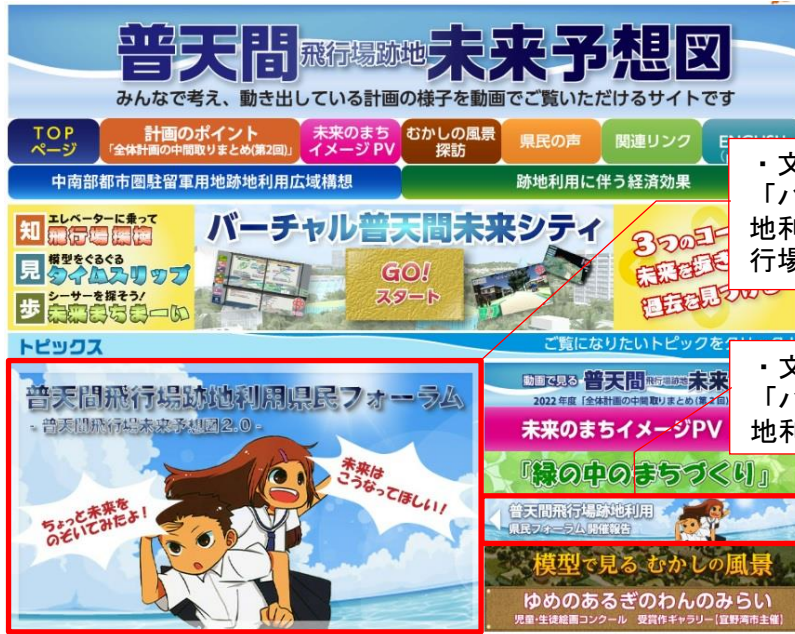 普天間飛行場跡地未来予想図
みんなで考え、動き出している計画の様子を動画でご覧いただけるサイトです
TOP
ページ
計画のポイント
「全体計画の中間取りまとめ(第2回)」
未来のまち
イメージPV
むかしの風景
探訪
県民の声
関連リンク
中南部都市圏駐留軍用地跡地利用広域構想
跡地利用に伴う経済効果
・文
「バ
地利
行場
知 エレベーターに乗って
飛行場探検
見 模型をぐるぐる
タイムスリップ
歩 シーサーを探そう!
未来まちまーい
バーチャル普天間未来シティ
GO!
スタート
3つのコー
未来を歩き
過去を見つけ
トピックス
ご覧になりたいトピックを
普天間飛行場跡地利用県民フォーラム
- 普天間飛行場未来予想図2.0 -
ちょっと未来を
のぞいてみたよ!
未来は
こうなってほしい!
動画で見る 普天間飛行場跡地未来
2022年度「全体計画の中間取りまとめ(第2回)
・文
「バ
地利
未来のまちイメージPV
『緑の中のまちづくり』
普天間飛行場跡地利用
県民フォーラム開催報告
模型で見る むかしの風景
ゆめのあるぎのわんのみらい
児童・生徒絵画コンクール 受賞作ギャラリー【宜野湾市主催】